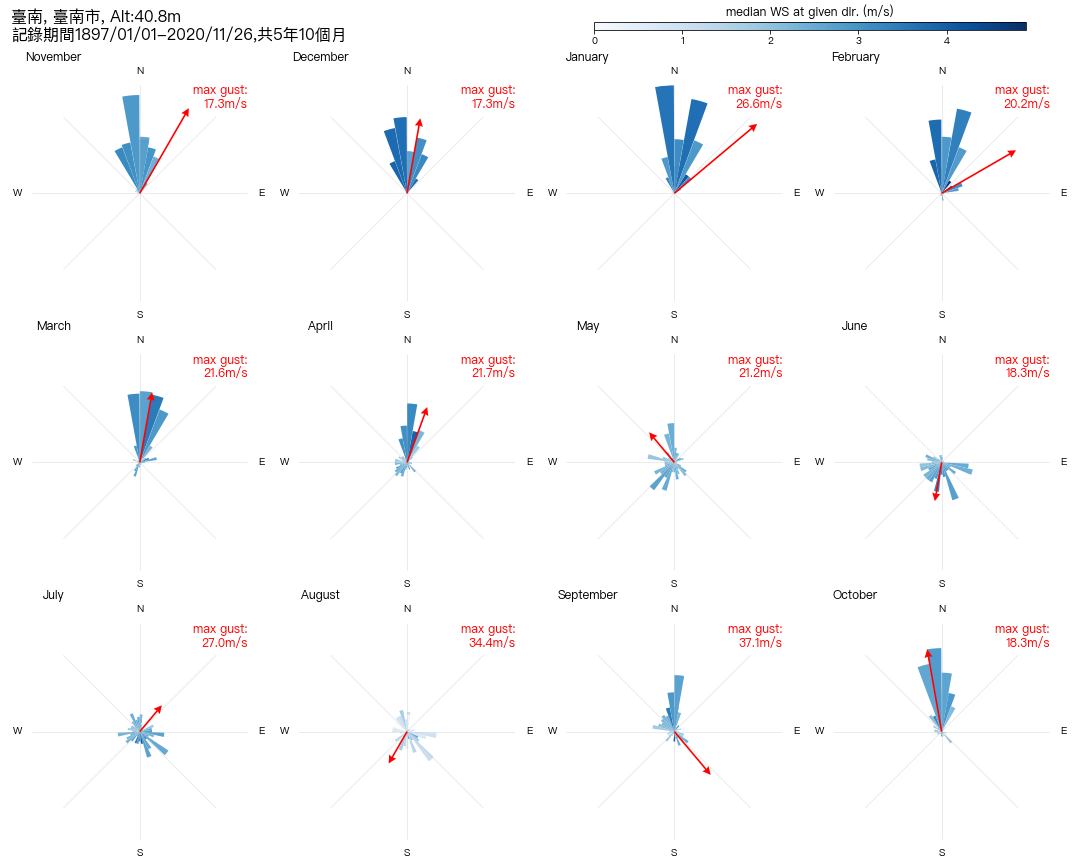 臺南, 臺南市, Alt:40.8m
記錄期間1897/01/01–2020/11/26,共5年10個月
median WS at given dir. (m/s)
0 1 2 3 4
November
N
max gust:
17.3m/s
W E
S
December
N
max gust:
17.3m/s
W E
S
January
N
max gust:
26.6m/s
W E
S
February
N
max gust:
20.2m/s
W E
S
March
N
max gust:
21.6m/s
W E
S
April
N
max gust:
21.7m/s
W E
S
May
N
max gust:
21.2m/s
W E
S
June
N
max gust:
18.3m/s
W E
S
July
N
max gust:
27.0m/s
W E
S
August
N
max gust:
34.4m/s
W E
S
September
N
max gust:
37.1m/s
W E
S
October
N
max gust:
18.3m/s
W E
S